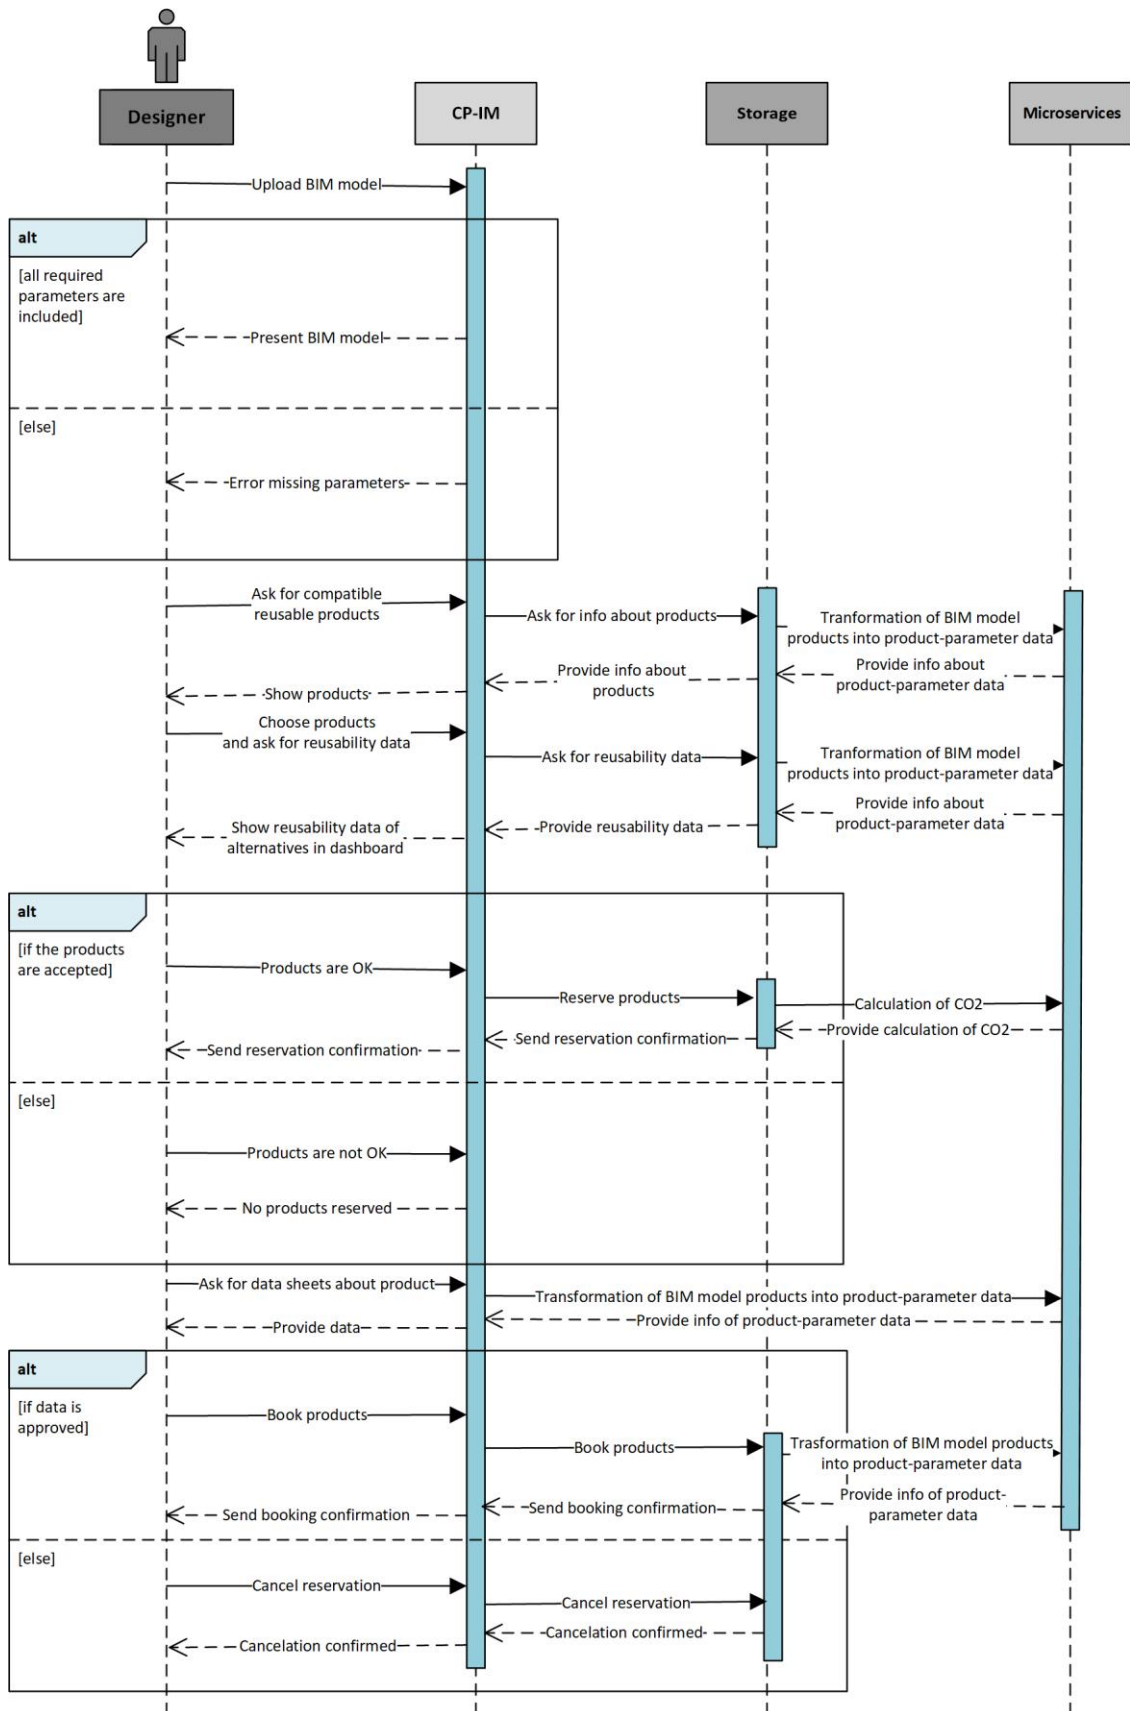 Designer
CP-IM
Storage
Microservices
Upload BIM model
alt
[all required
parameters are
included]
Present BIM model
[else]
Error missing parameters
Ask for compatible
reusable products
Ask for info about products
Tranformation of BIM model
products into product-parameter data
Provide info about
product-parameter data
Provide info about
products
Show products
Choose products
and ask for reusability data
Ask for reusability data
Tranformation of BIM model
products into product-parameter data
Provide info about
product-parameter data
Provide reusability data
Show reusability data of
alternatives in dashboard
alt
[if the products
are accepted]
Products are OK
Reserve products
Calculation of CO2
Provide calculation of CO2
Send reservation confirmation
Send reservation confirmation
[else]
Products are not OK
No products reserved
Ask for data sheets about product
Transformation of BIM model products into product-parameter data
Provide info of product-parameter data
Provide data
alt
[if data is
approved]
Book products
Book products
Trasformation of BIM model products
into product-parameter data
Provide info of product-
parameter data
Send booking confirmation
Send booking confirmation
[else]
Cancel reservation
Cancel reservation
Cancelation confirmed
Cancelation confirmed